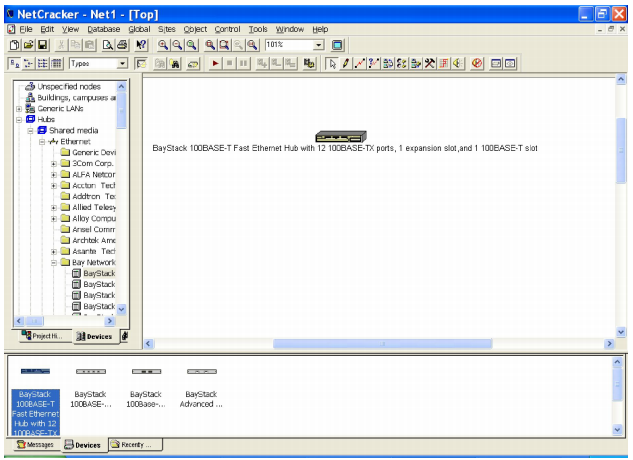 NetCracker - Net1 - [Top]
File Edit View Database Global Sites Object Control Tools Window Help
101%
Types
Unspecified nodes
Buildings, campuses a
Generic LANs
Hubs
Shared media
Ethernet
Generic Devi
3Com Corp.
ALFA Netcor
Accton Tech
Addtron Te
Allied Telesy
Alloy Compu
Ansel Comm
Archtek Ame
Asante Tech
Bay Network
BayStack
BayStack
BayStack
BayStack
BayStack 100BASE-T Fast Ethernet Hub with 12 100BASE-TX ports, 1 expansion slot,and 1 100BASE-T slot
Project Hi... Devices
BayStack 100BASE-T Fast Ethernet Hub with 12 100BASE-TX
BayStack 100BASE-...
BayStack 100Base-...
BayStack Advanced ...
Messages Devices Recently ...